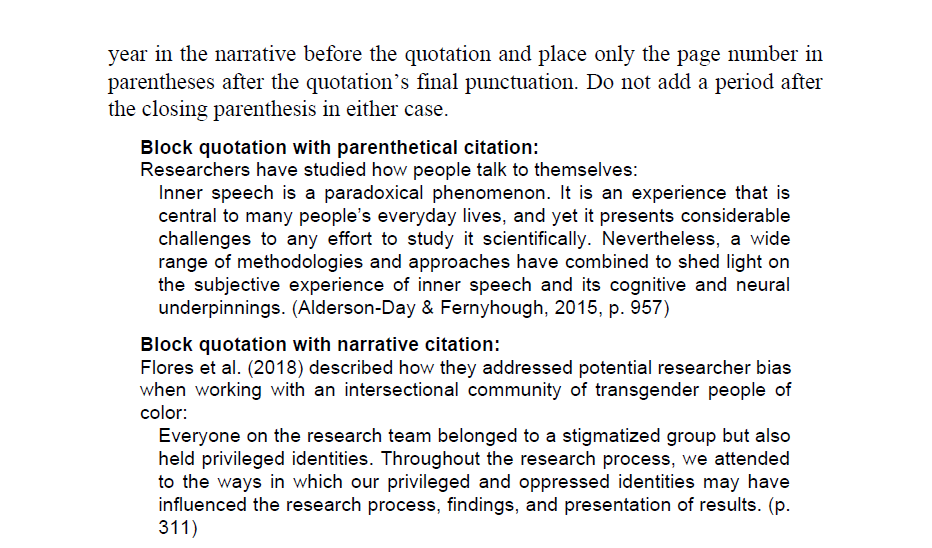 year in the narrative before the quotation and place only the page number in
parentheses after the quotation’s final punctuation. Do not add a period after
the closing parenthesis in either case.
Block quotation with parenthetical citation:
Researchers have studied how people talk to themselves:
Inner speech is a paradoxical phenomenon. It is an experience that is
central to many people’s everyday lives, and yet it presents considerable
challenges to any effort to study it scientifically. Nevertheless, a wide
range of methodologies and approaches have combined to shed light on
the subjective experience of inner speech and its cognitive and neural
underpinnings. (Alderson-Day & Fernyhough, 2015, p. 957)
Block quotation with narrative citation:
Flores et al. (2018) described how they addressed potential researcher bias
when working with an intersectional community of transgender people of
color:
Everyone on the research team belonged to a stigmatized group but also
held privileged identities. Throughout the research process, we attended
to the ways in which our privileged and oppressed identities may have
influenced the research process, findings, and presentation of results. (p.
311)